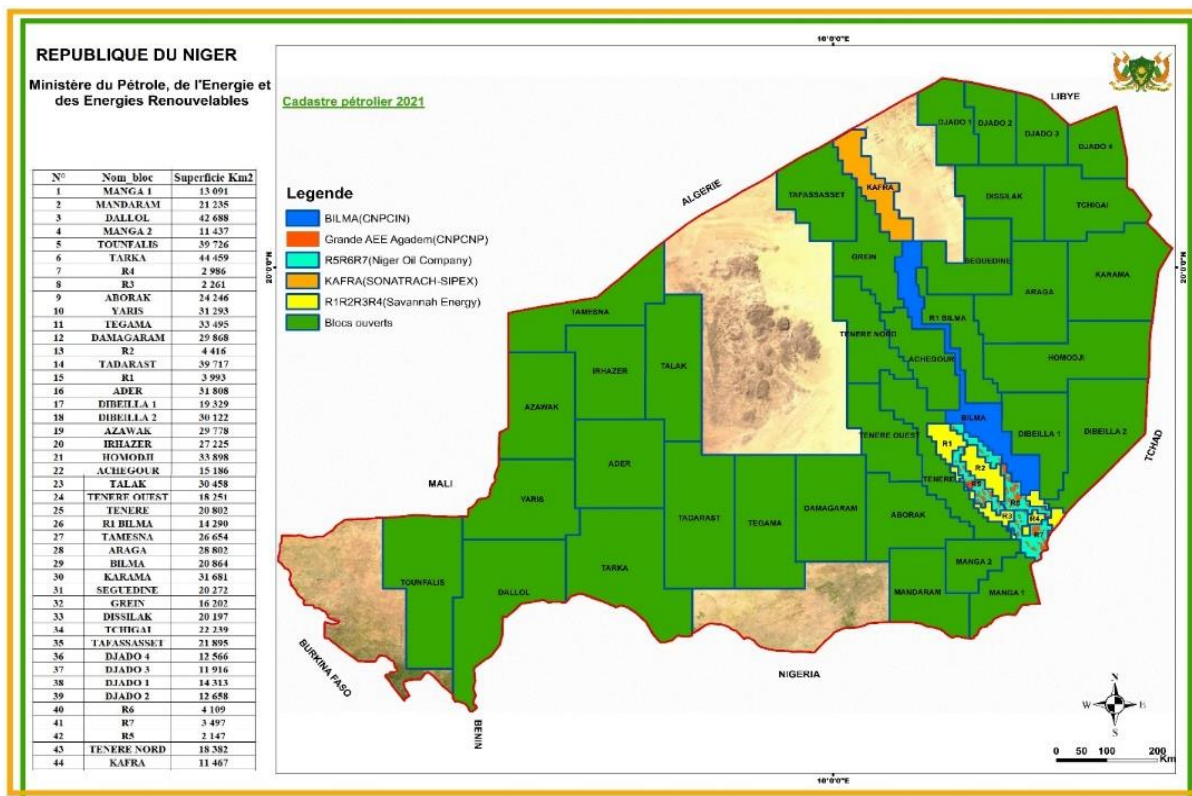 REPUBLIQUE DU NIGER
Ministère du Pétrole, de l'Energie et
des Energies Renouvelables
Cadastre pétrolier 2021
N° Nom_bloc Superficie Km2
1 MANGA 1 13 091
2 MANDARAM 21 235
3 DALLOL 42 688
4 MANGA 2 11 437
5 TOUNFALIS 39 726
6 TARKA 44 459
7 R4 2 986
8 R3 2 261
9 ABORAK 24 246
10 YARIS 31 293
11 TEGAMA 33 495
12 DAMAGARAM 29 868
13 R2 4 416
14 TADARAST 39 717
15 R1 3 993
16 ADER 31 808
17 DIBEILLA 1 19 329
18 DIBEILLA 2 30 122
19 AZAWAK 29 778
20 IRHAZER 27 225
21 HOMODJI 33 898
22 ACHEGOUR 15 186
23 TALAK 30 458
24 TENERE OUEST 18 251
25 TENERE 20 802
26 R1 BILMA 14 290
27 TAMESNA 26 654
28 ARAGA 28 802
29 BILMA 20 864
30 KARAMA 31 681
31 SEGUEDINE 20 272
32 GREIN 16 202
33 DISSILAK 20 197
34 TCHIGAI 22 239
35 TAFASSASSET 21 895
36 DJADO 4 12 566
37 DJADO 3 11 916
38 DJADO 1 14 313
39 DJADO 2 12 658
40 R6 4 109
41 R7 3 497
42 R5 2 147
43 TENERE NORD 18 382
44 KAFRA 11 467
Legende
BILMA(CNPCIN)
Grande AEE Agadem(CNPCNP)
R5R6R7(Niger Oil Company)
KAFRA(SONATRACH-SIPEX)
R1R2R3R4(Savannah Energy)
Blocs ouverts
10°0'0"E
LIBYE
DJADO 1
DJADO 2
DJADO 3
DJADO 4
ALGERIE
TAFASSASSET
KAFRA
DISSILAK
TCHIGAI
20°0'0"N
GREIN
SEGUEDINE
KARAMA
20°0'0"N
ARAGA
TAMESNA
R1 BILMA
TENERE NORD
ACHEGOUR
HOMODJI
IRHAZER
TALAK
AZAWAK
BILMA
DIBEILLA 1
DIBEILLA 2
TENERE OUEST
R1
TCHAD
ADER
R2
TENERE
R5
R6
MALI
YARIS
TADARAST
TEGAMA
DAMAGARAM
ABORAK
R3
R4
R7
TOUNFALIS
DALLOL
TARKA
MANGA 2
MANDARAM
MANGA 1
BURKINA FASO
NIGERIA
BENIN
N
W
E
S
0 50 100 200
Km
10°0'0"E